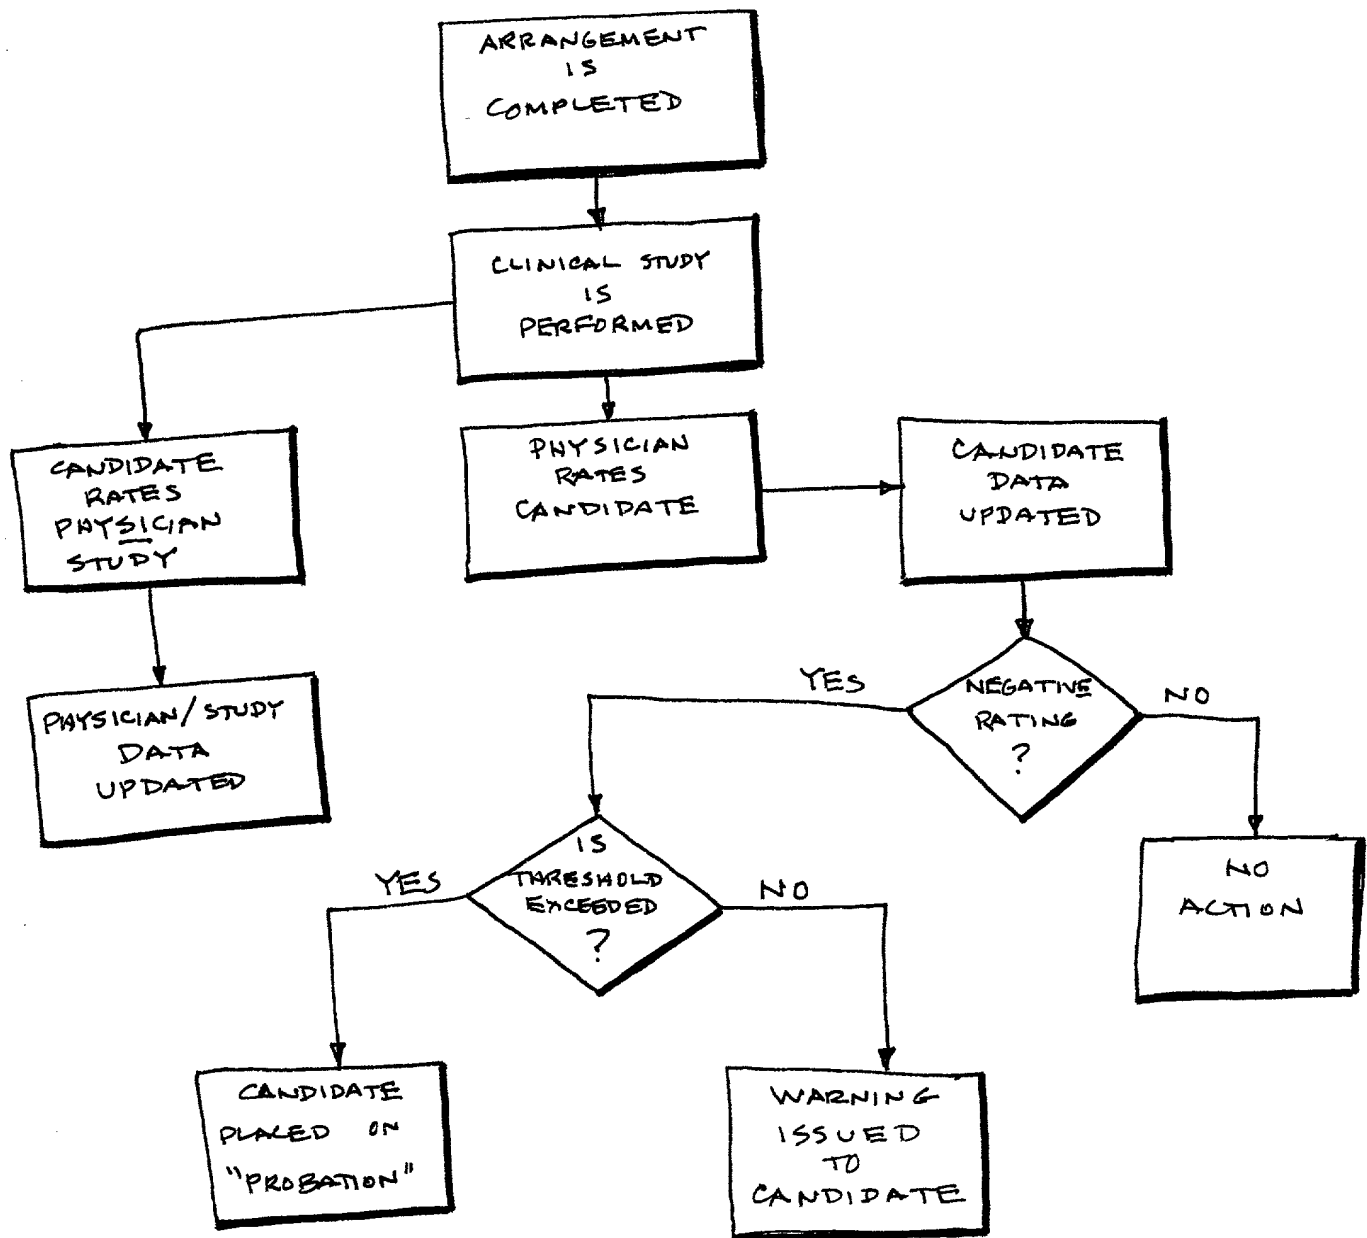 ARRANGEMENT
IS
COMPLETED
CLINICAL STUDY
IS
PERFORMED
CANDIDATE
RATES
PHYSICIAN
STUDY
PHYSICIAN
RATES
CANDIDATE
CANDIDATE
DATA
UPDATED
PHYSICIAN/STUDY
DATA
UPDATED
YES
NEGATIVE
RATING
?
NO
YES
IS
THRESHOLD
EXCEEDED
?
NO
NO
ACTION
CANDIDATE
PLACED ON
"PROBATION"
WARNING
ISSUED
TO
CANDIDATE